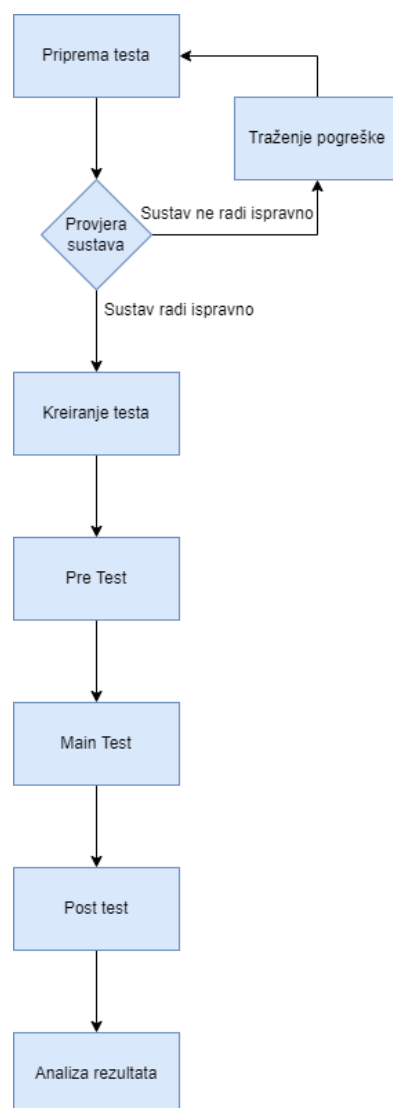 Priprema testa
Traženje pogreške
Sustav ne radi ispravno
Provjera
sustava
Sustav radi ispravno
Kreiranje testa
Pre Test
Main Test
Post test
Analiza rezultata